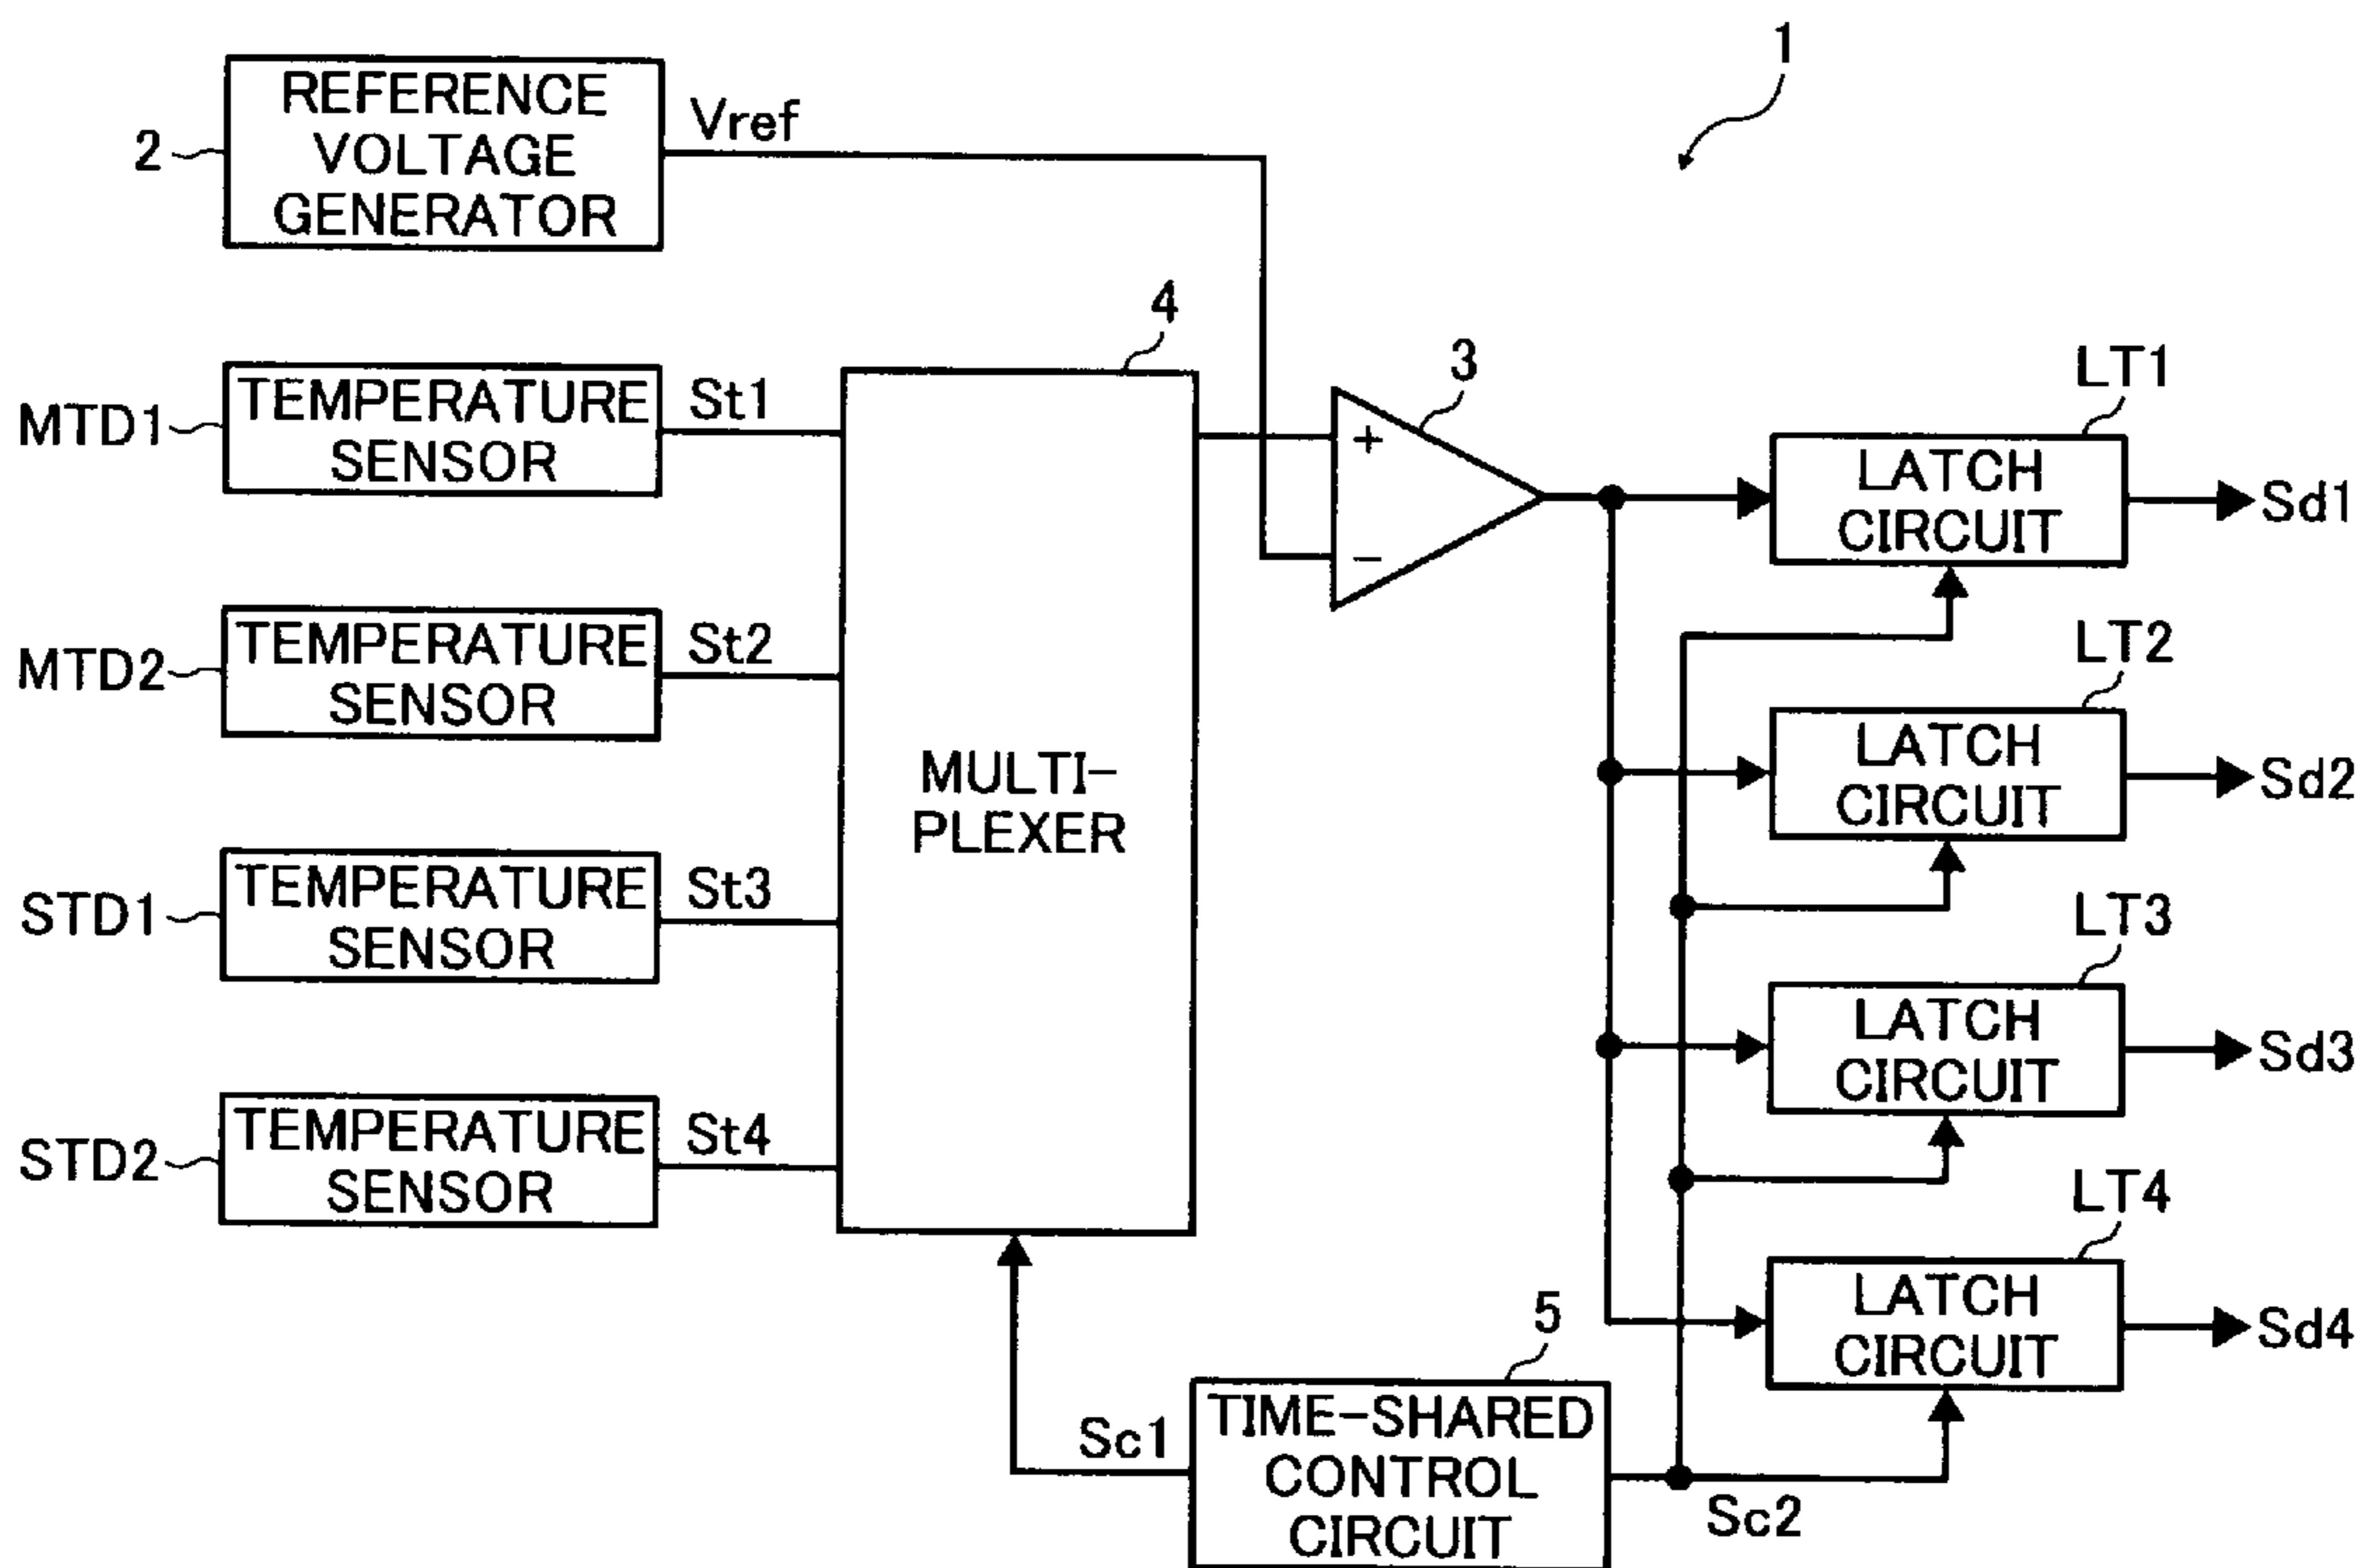 1
REFERENCE
VOLTAGE
GENERATOR
2
Vref
4
3
MTD1
TEMPERATURE
SENSOR
St1
MTD2
TEMPERATURE
SENSOR
St2
STD1
TEMPERATURE
SENSOR
St3
STD2
TEMPERATURE
SENSOR
St4
MULTI-
PLEXER
+
-
LT1
LATCH
CIRCUIT
Sd1
LT2
LATCH
CIRCUIT
Sd2
LT3
LATCH
CIRCUIT
Sd3
LT4
LATCH
CIRCUIT
Sd4
5
Sc1
TIME-SHARED
CONTROL
CIRCUIT
Sc2